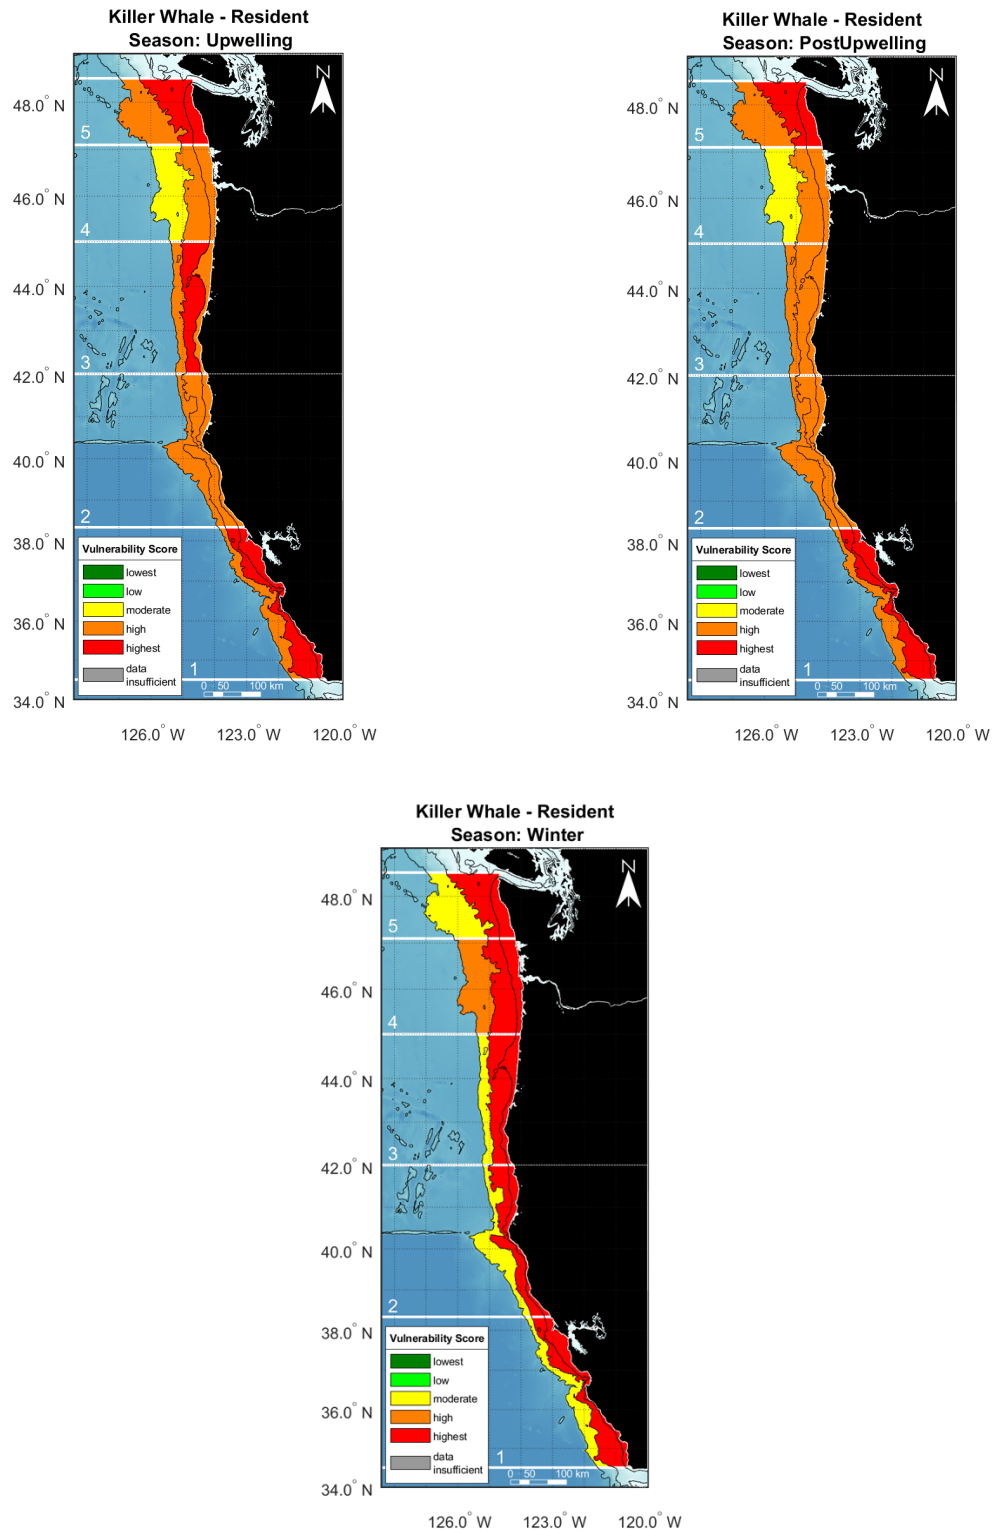 Killer Whale - Resident
Season: Upwelling
N
48.0° N
5
46.0° N
4
44.0° N
3
42.0° N
40.0° N
2
38.0° N
Vulnerability Score
lowest
low
moderate
high
highest
data
insufficient
36.0° N
1
0 50 100 km
34.0° N
126.0° W 123.0° W 120.0° W
Killer Whale - Resident
Season: PostUpwelling
N
48.0° N
5
46.0° N
4
44.0° N
3
42.0° N
40.0° N
2
38.0° N
Vulnerability Score
lowest
low
moderate
high
highest
data
insufficient
36.0° N
1
0 50 100 km
34.0° N
126.0° W 123.0° W 120.0° W
Killer Whale - Resident
Season: Winter
N
48.0° N
5
46.0° N
4
44.0° N
3
42.0° N
40.0° N
2
38.0° N
Vulnerability Score
lowest
low
moderate
high
highest
data
insufficient
36.0° N
1
0 50 100 km
34.0° N
126.0° W 123.0° W 120.0° W